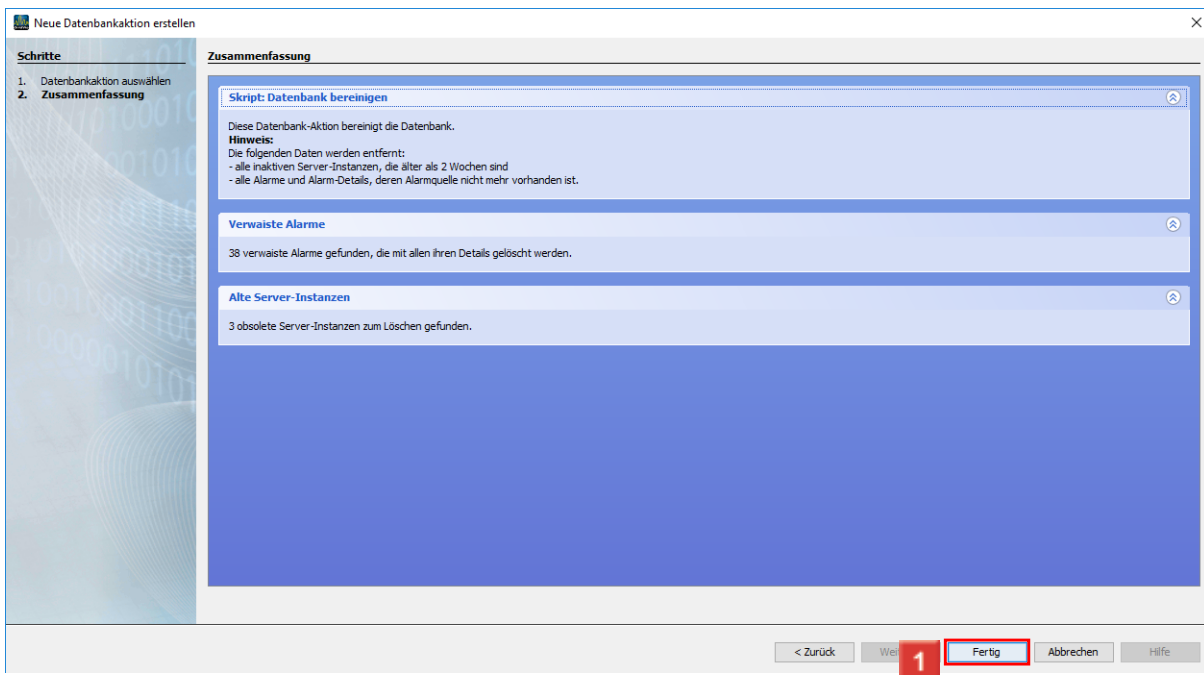 Neue Datenbankaktion erstellen
Schritte
1. Datenbankaktion auswählen
2. Zusammenfassung
Zusammenfassung
Skript: Datenbank bereinigen
Diese Datenbank-Aktion bereinigt die Datenbank.
Hinweis:
Die folgenden Daten werden entfernt:
- alle inaktiven Server-Instanzen, die älter als 2 Wochen sind
- alle Alarme und Alarm-Details, deren Alarmquelle nicht mehr vorhanden ist.
Verwaiste Alarme
38 verwaiste Alarme gefunden, die mit allen ihren Details gelöscht werden.
Alte Server-Instanzen
3 obsolete Server-Instanzen zum Löschen gefunden.
< Zurück
1
Fertig
Abbrechen
Hilfe